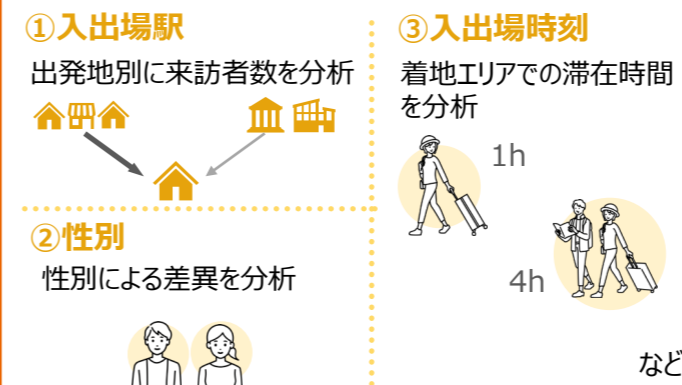 ①入出場駅
出発地別に来訪者数を分析
②性別
性別による差異を分析
③入出場時刻
着地エリアでの滞在時間
を分析
1h
4h
など